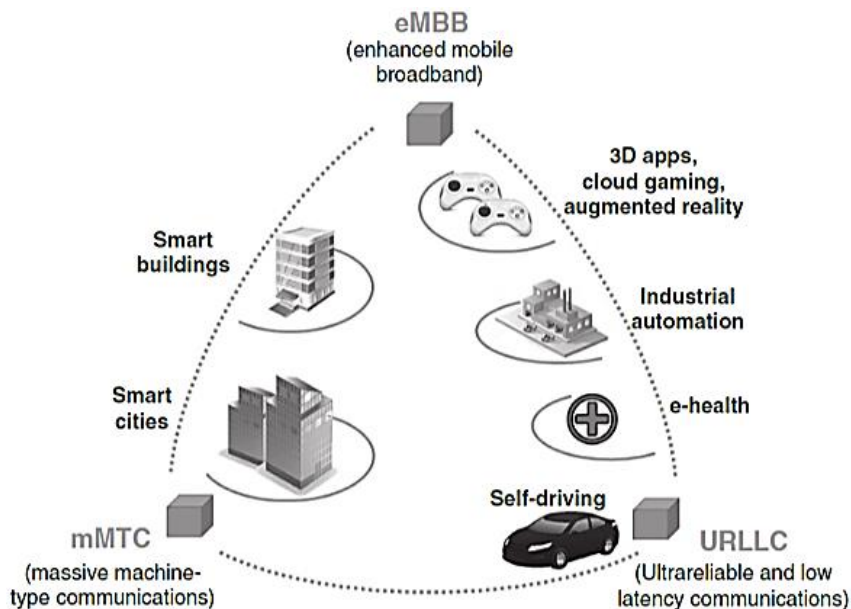 eMBB
(enhanced mobile
broadband)
3D apps,
cloud gaming,
augmented reality
Smart
buildings
Industrial
automation
Smart
cities
e-health
Self-driving
mMTC
(massive machine-
type communications)
URLLC
(Ultrareliable and low
latency communications)